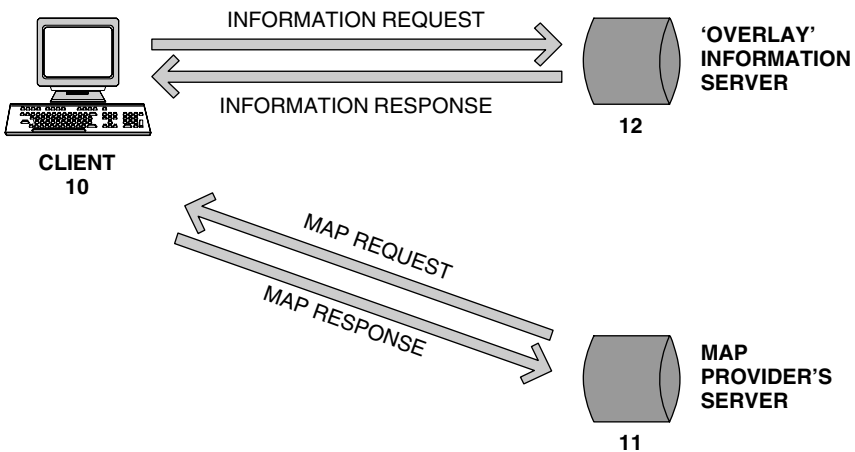 INFORMATION REQUEST
INFORMATION RESPONSE
‘OVERLAY’
INFORMATION
SERVER
12
CLIENT
10
MAP REQUEST
MAP RESPONSE
MAP
PROVIDER’S
SERVER
11